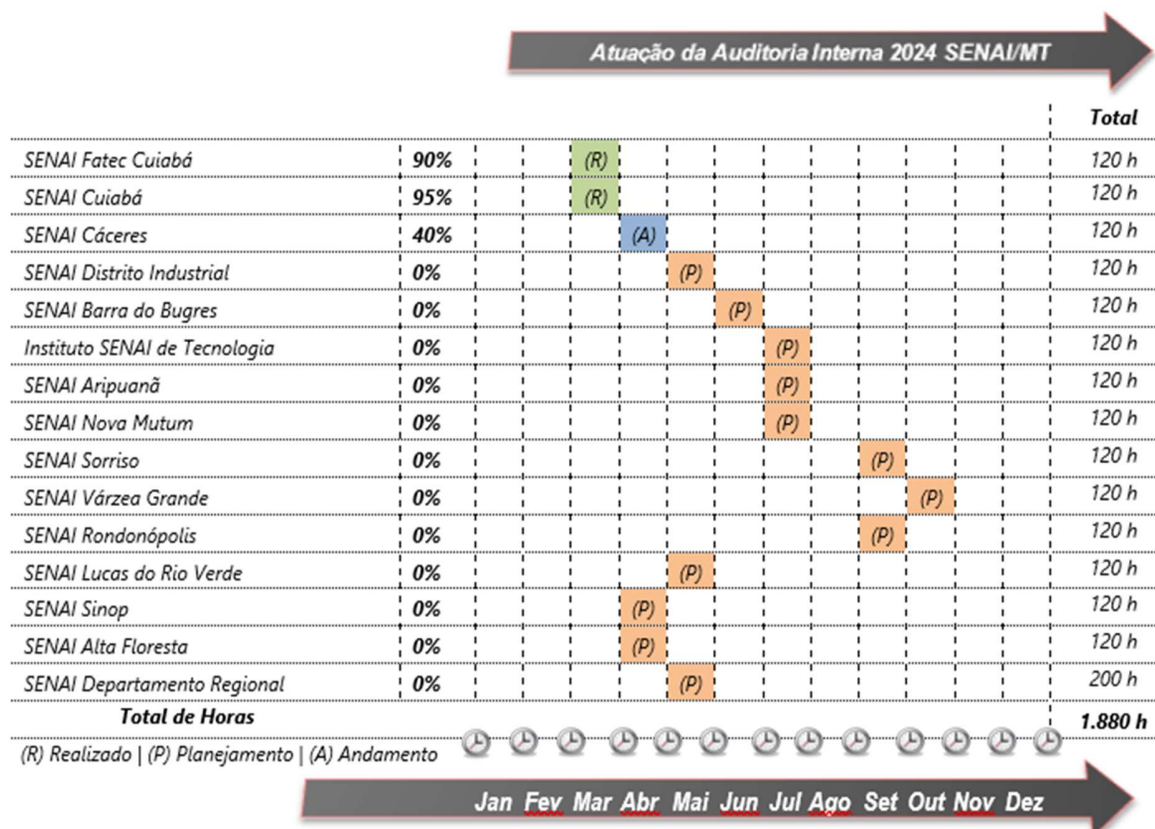 Atuação da Auditoria Interna 2024 SENAI/MT
Total
SENAI Fatec Cuiabá 90% (R) 120 h
SENAI Cuiabá 95% (R) 120 h
SENAI Cáceres 40% (A) 120 h
SENAI Distrito Industrial 0% (P) 120 h
SENAI Barra do Bugres 0% (P) 120 h
Instituto SENAI de Tecnologia 0% (P) 120 h
SENAI Aripuanã 0% (P) 120 h
SENAI Nova Mutum 0% (P) 120 h
SENAI Sorriso 0% (P) 120 h
SENAI Várzea Grande 0% (P) 120 h
SENAI Rondonópolis 0% (P) 120 h
SENAI Lucas do Rio Verde 0% (P) 120 h
SENAI Sinop 0% (P) 120 h
SENAI Alta Floresta 0% (P) 120 h
SENAI Departamento Regional 0% (P) 200 h
Total de Horas 1.880 h
(R) Realizado | (P) Planejamento | (A) Andamento
Jan Fev Mar Abr Mai Jun Jul Ago Set Out Nov Dez